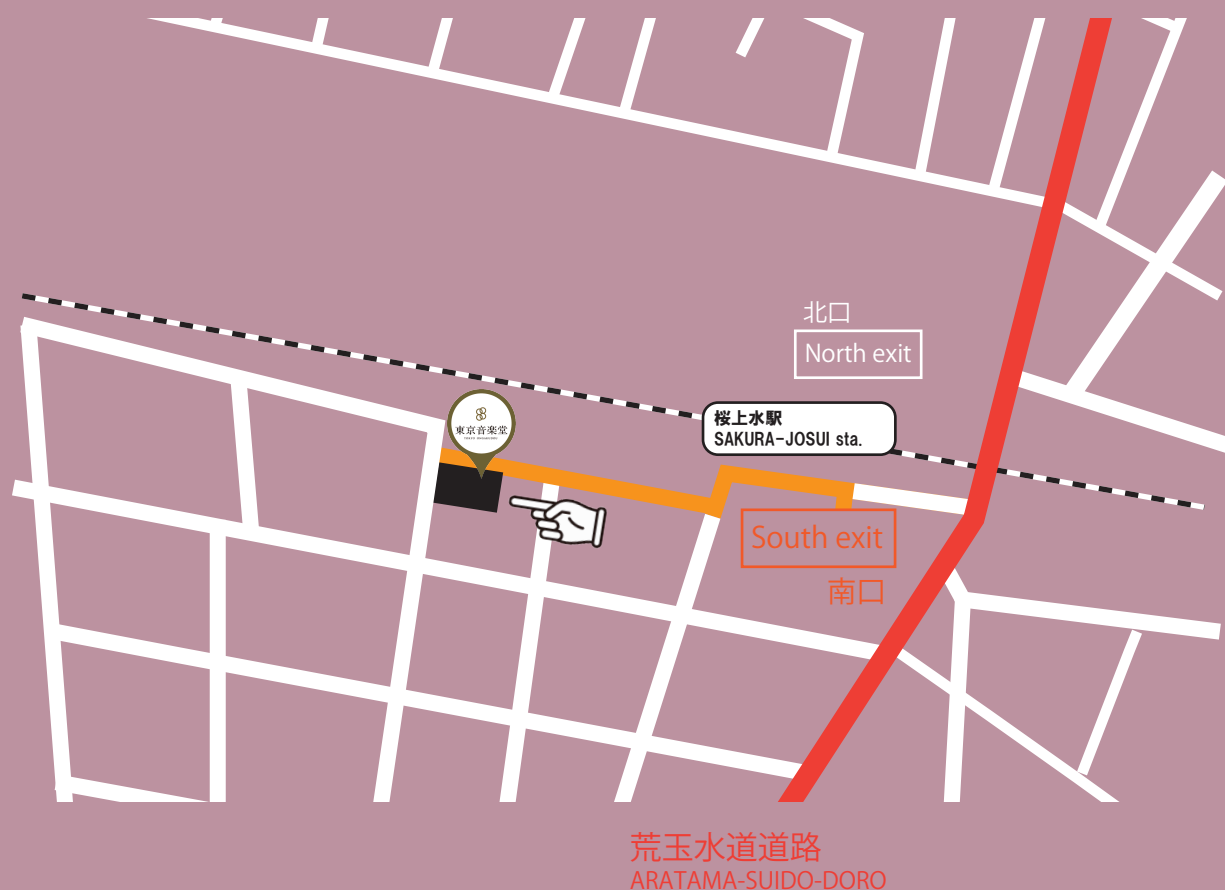 北口
North exit
桜上水駅
SAKURA-JOSUI sta.
東京音楽堂
South exit
南口
荒玉水道道路
ARATAMA-SUIDO-DORO